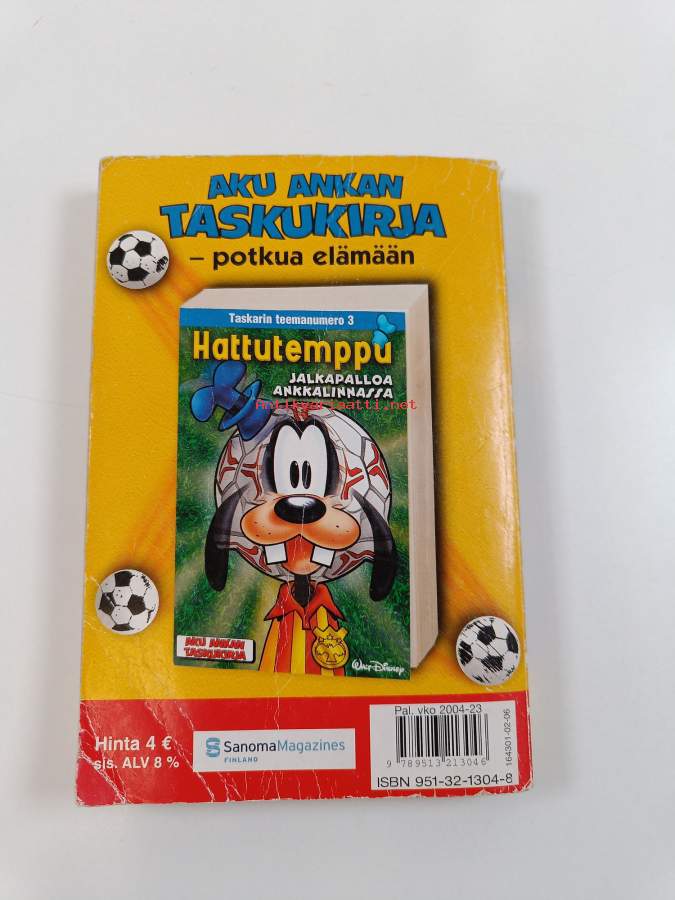 AKU ANKAN
TASKUKIRJA
– potkua elämään
Taskarin teemanumero 3
Hattutemppu
JALKAPALLOA
ANKKALINNASSA
Antikvariaatti.net
AKU ANKAN
TASKUKIRJA
WALT DISNEY
Hinta 4 €
sis. ALV 8 %
SanomaMagazines
FINLAND
Pal. vko 2004-23
9 789513 213046
ISBN 951-32-1304-8
164301-02-06